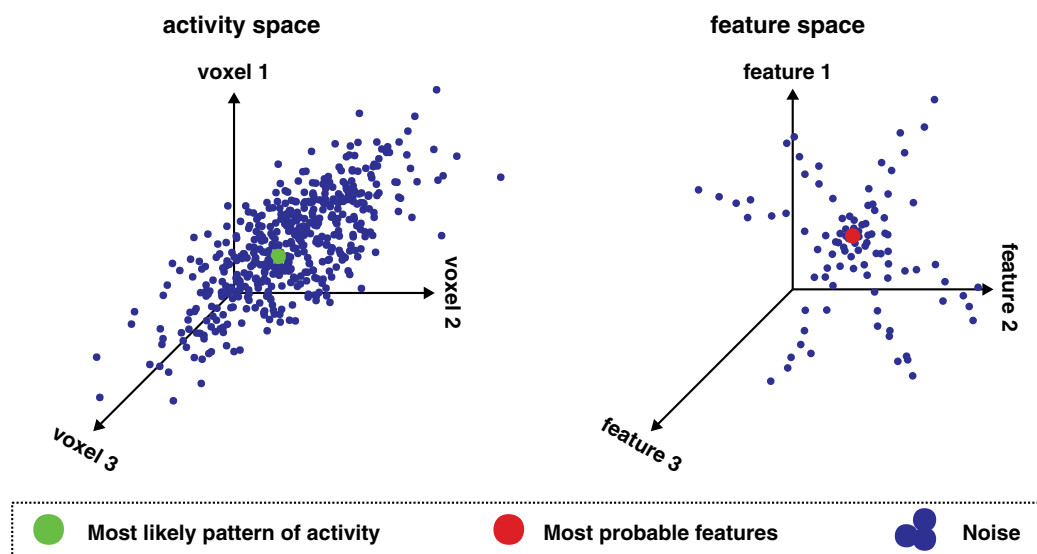 activity space
voxel 1
voxel 2
voxel 3
feature space
feature 1
feature 2
feature 3
Most likely pattern of activity
Most probable features
Noise